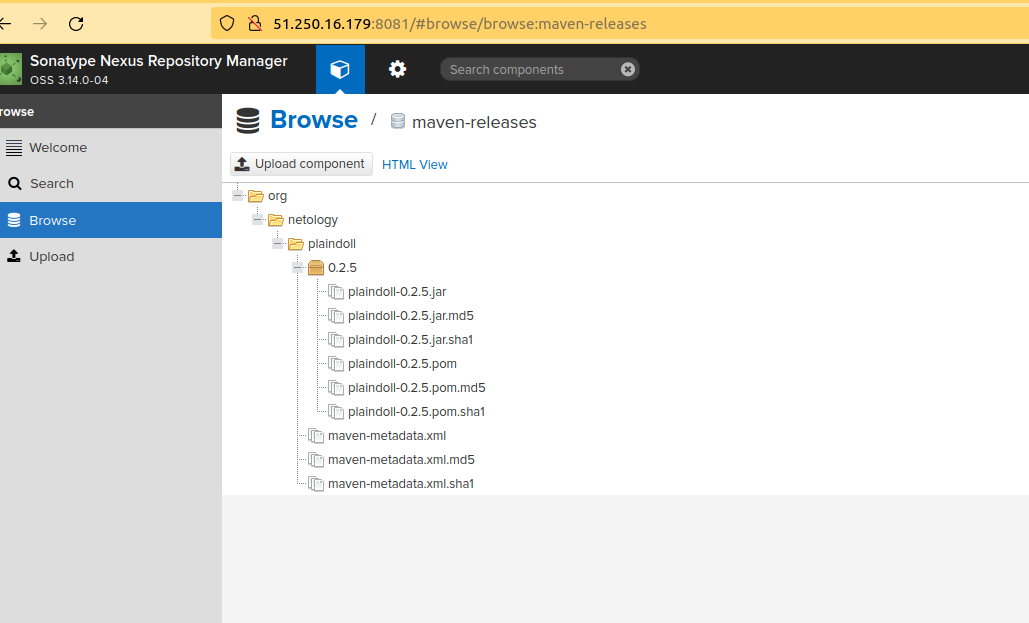 51.250.16.179:8081/#browse/browse:maven-releases
Sonatype Nexus Repository Manager
OSS 3.14.0-04
Search components
rowse
Welcome
Search
Browse
Upload
Browse / maven-releases
Upload component HTML View
org
netology
plaindoll
0.2.5
plaindoll-0.2.5.jar
plaindoll-0.2.5.jar.md5
plaindoll-0.2.5.jar.sha1
plaindoll-0.2.5.pom
plaindoll-0.2.5.pom.md5
plaindoll-0.2.5.pom.sha1
maven-metadata.xml
maven-metadata.xml.md5
maven-metadata.xml.sha1